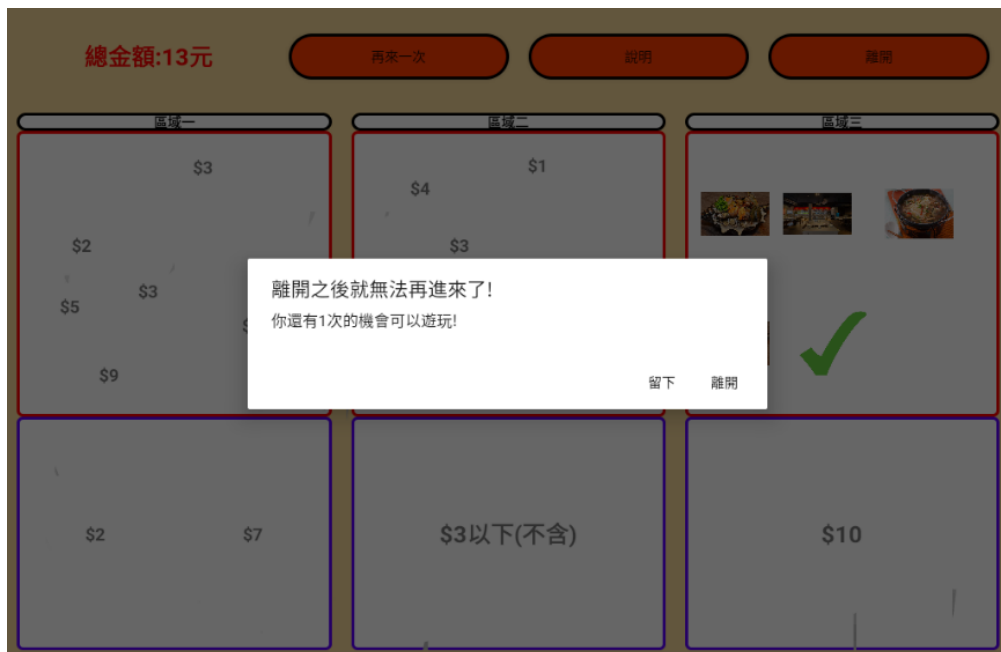 總金額:13元
再來一次
說明
離開
區域一
區域二
區域三
$3
$2
$3
$5
$9
$1
$4
$3
離開之後就無法再進來了!
你還有1次的機會可以遊玩!
留下
離開
$2
$7
$3以下(不含)
$10